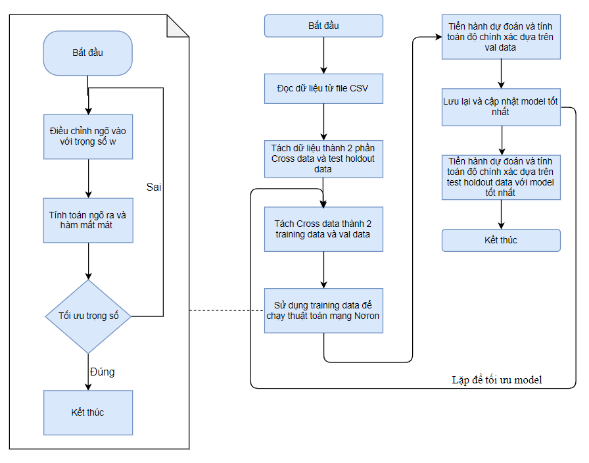 Bắt đầu
Điều chỉnh ngõ vào
với trọng số w
Sai
Tính toán ngõ ra và
hàm mất mát
Tối ưu trọng số
Đúng
Kết thúc
Bắt đầu
Đọc dữ liệu từ file CSV
Tách dữ liệu thành 2 phần
Cross data và test holdout
data
Tách Cross data thành 2
training data và val data
Sử dụng training data để
chạy thuật toán mạng Nơron
Tiến hành dự đoán và tính
toán độ chính xác dựa trên
val data
Lưu lại và cập nhật model tốt
nhất
Tiến hành dự đoán và tính
toán độ chính xác dựa trên
test holdout data với model
tốt nhất
Kết thúc
Lặp để tối ưu model